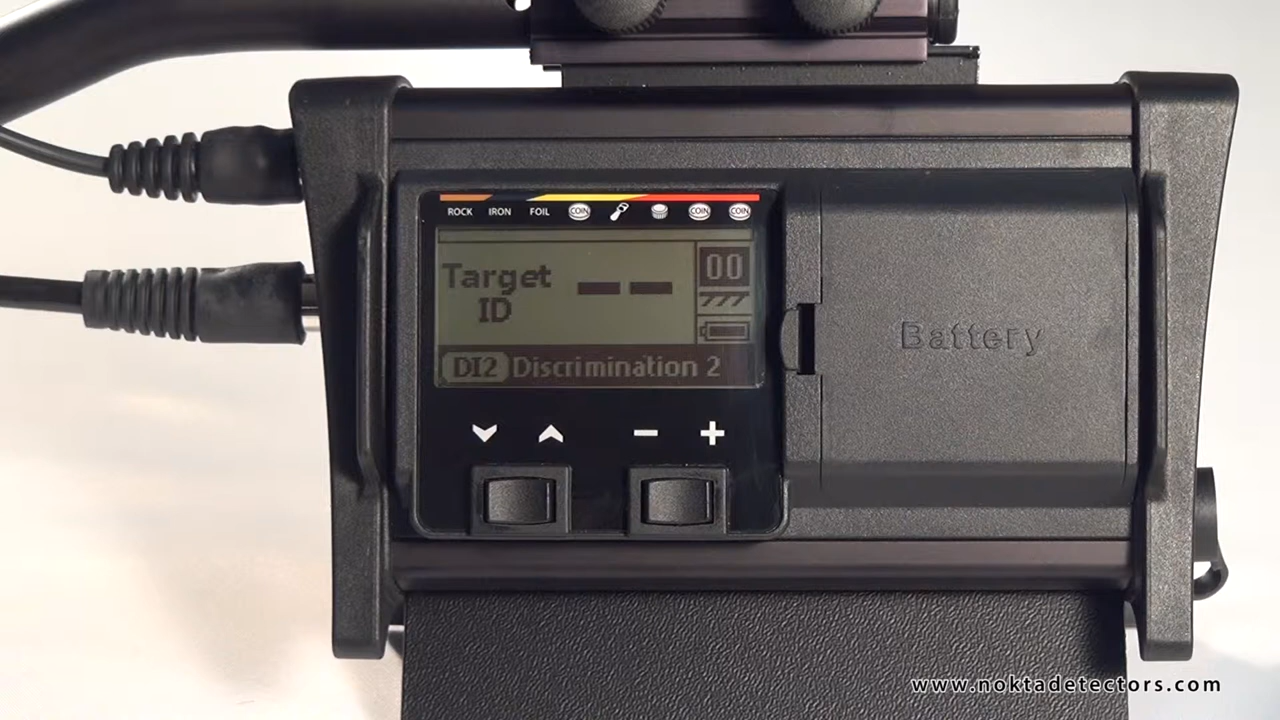 ROCK IRON FOIL COIN COIN COIN
Target -- 00
ID
DI2 Discrimination 2
- +
Battery
www.noktadetectors.com